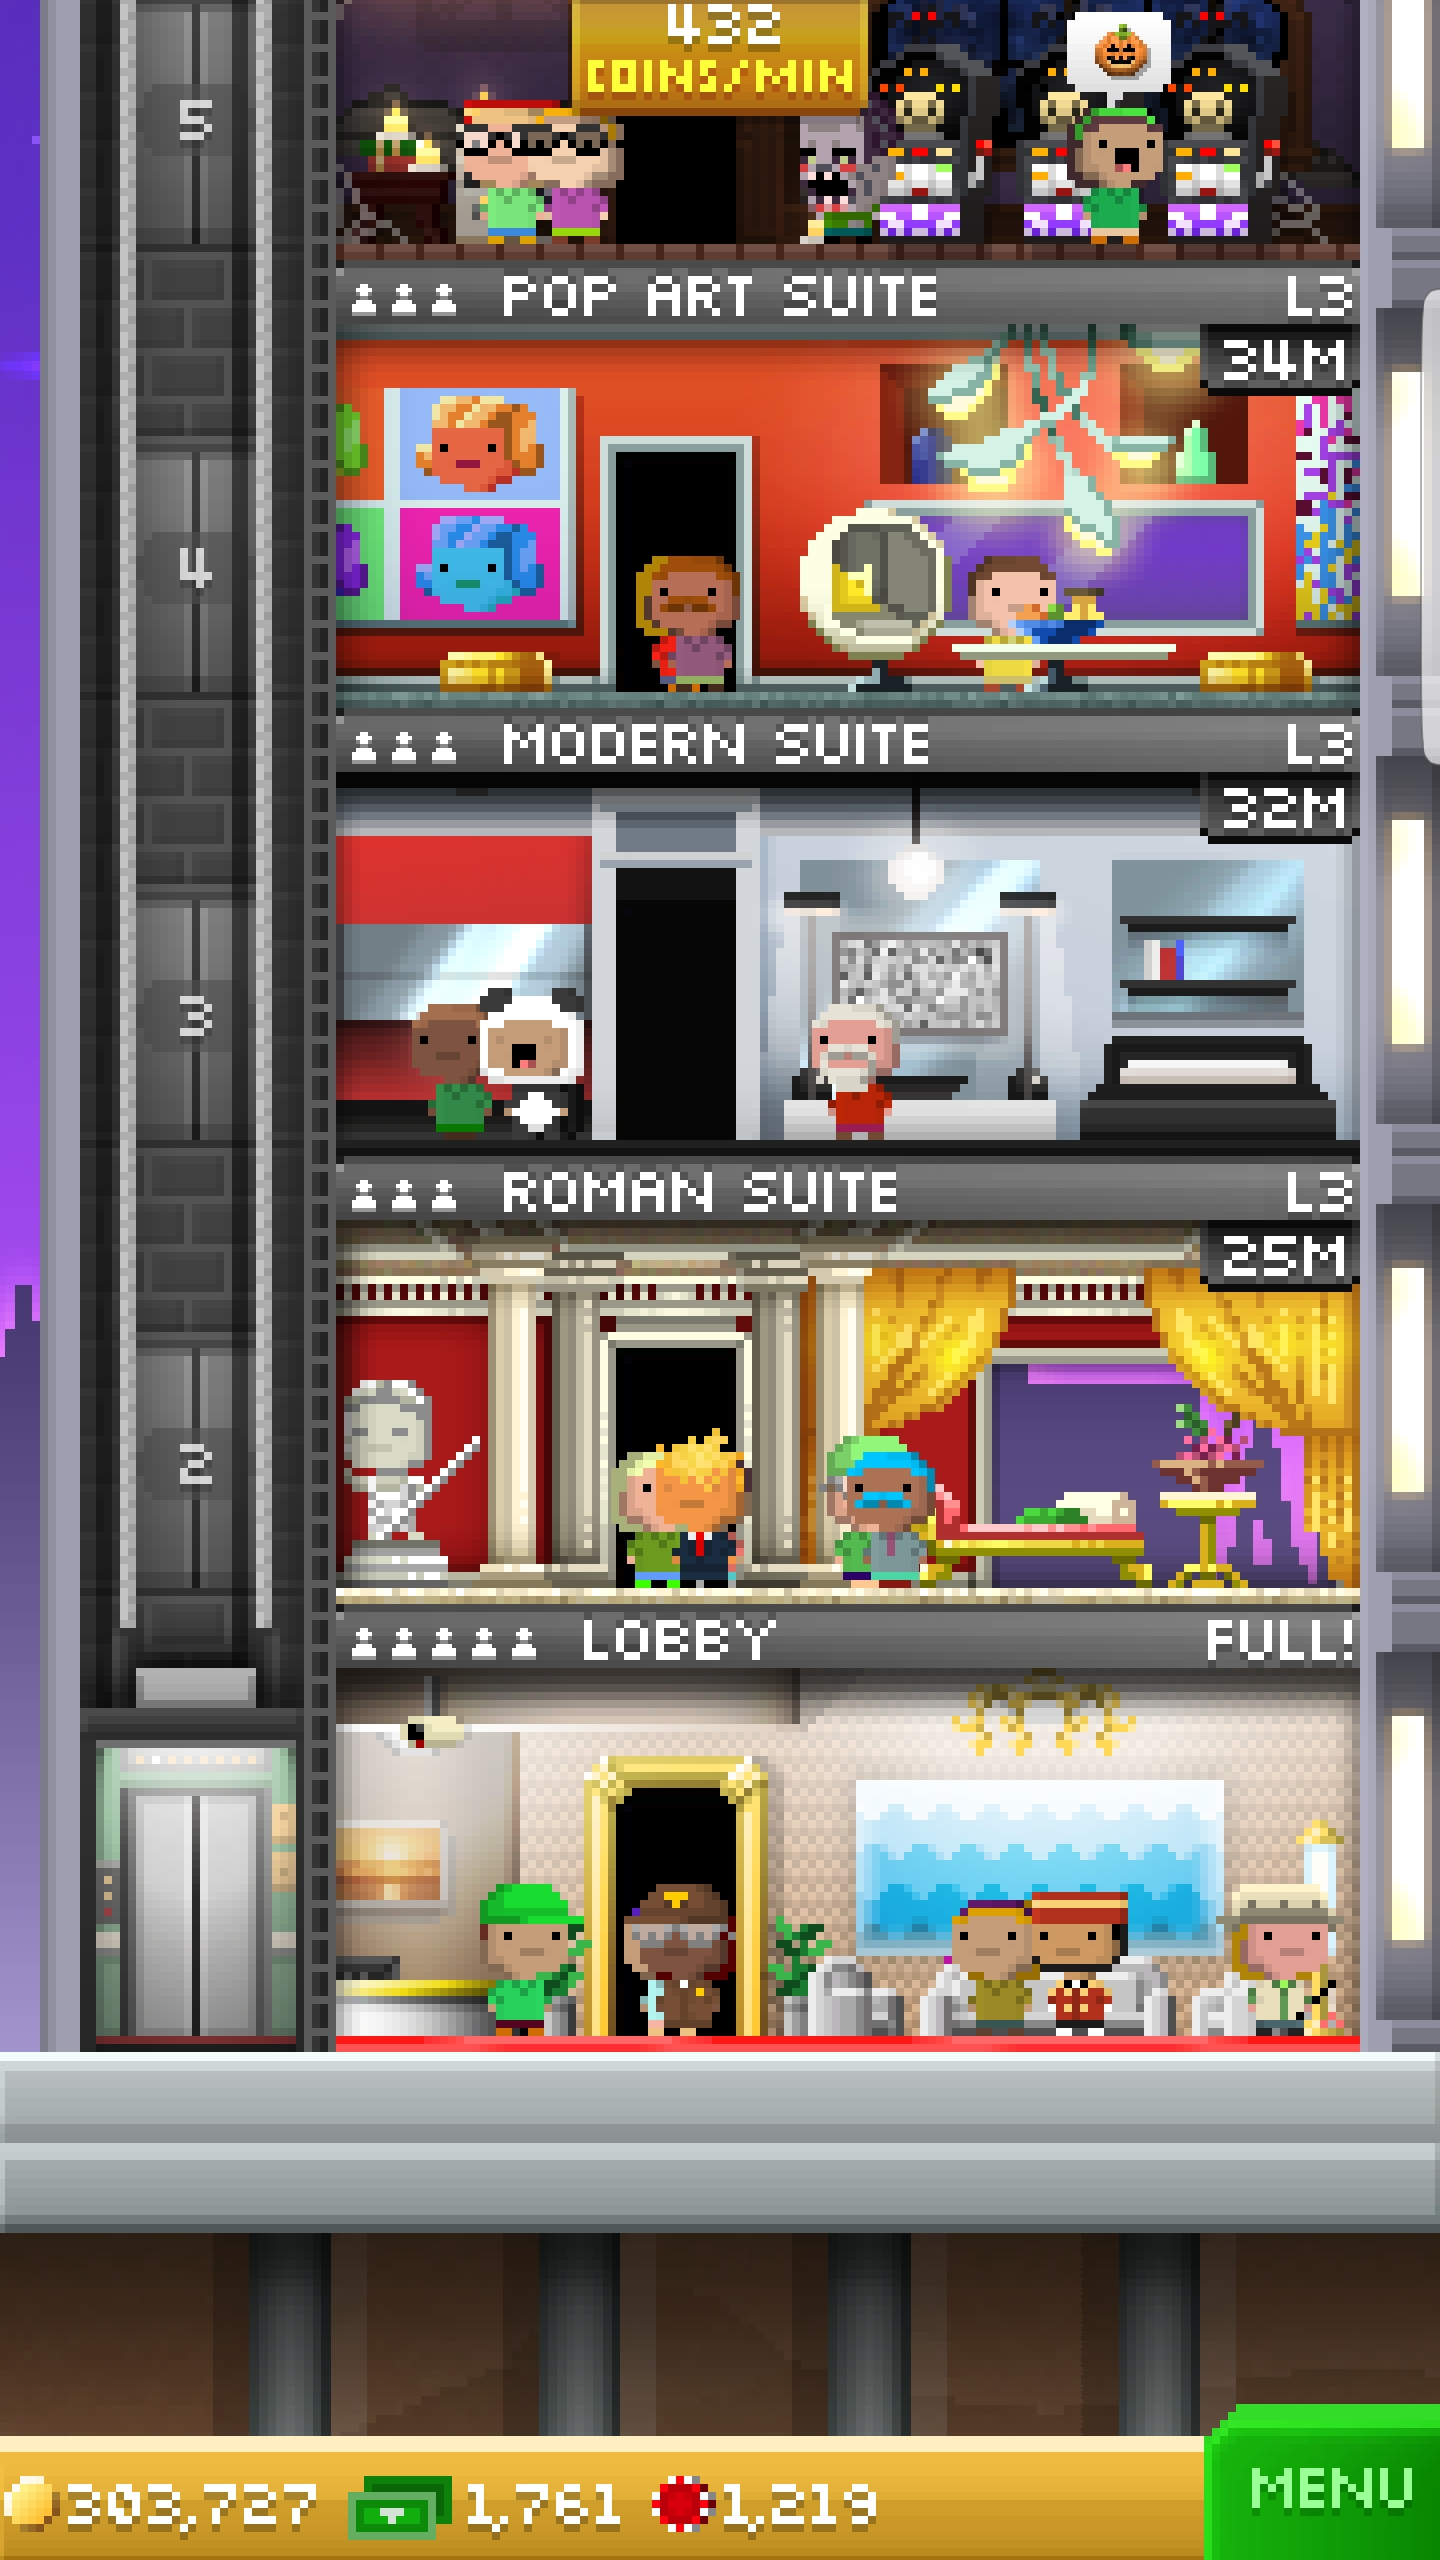 432
COINS/MIN
5
POP ART SUITE L3
34M
4
MODERN SUITE L3
32M
3
ROMAN SUITE L3
25M
2
LOBBY FULL!
303,727 1,761 1,219 MENU